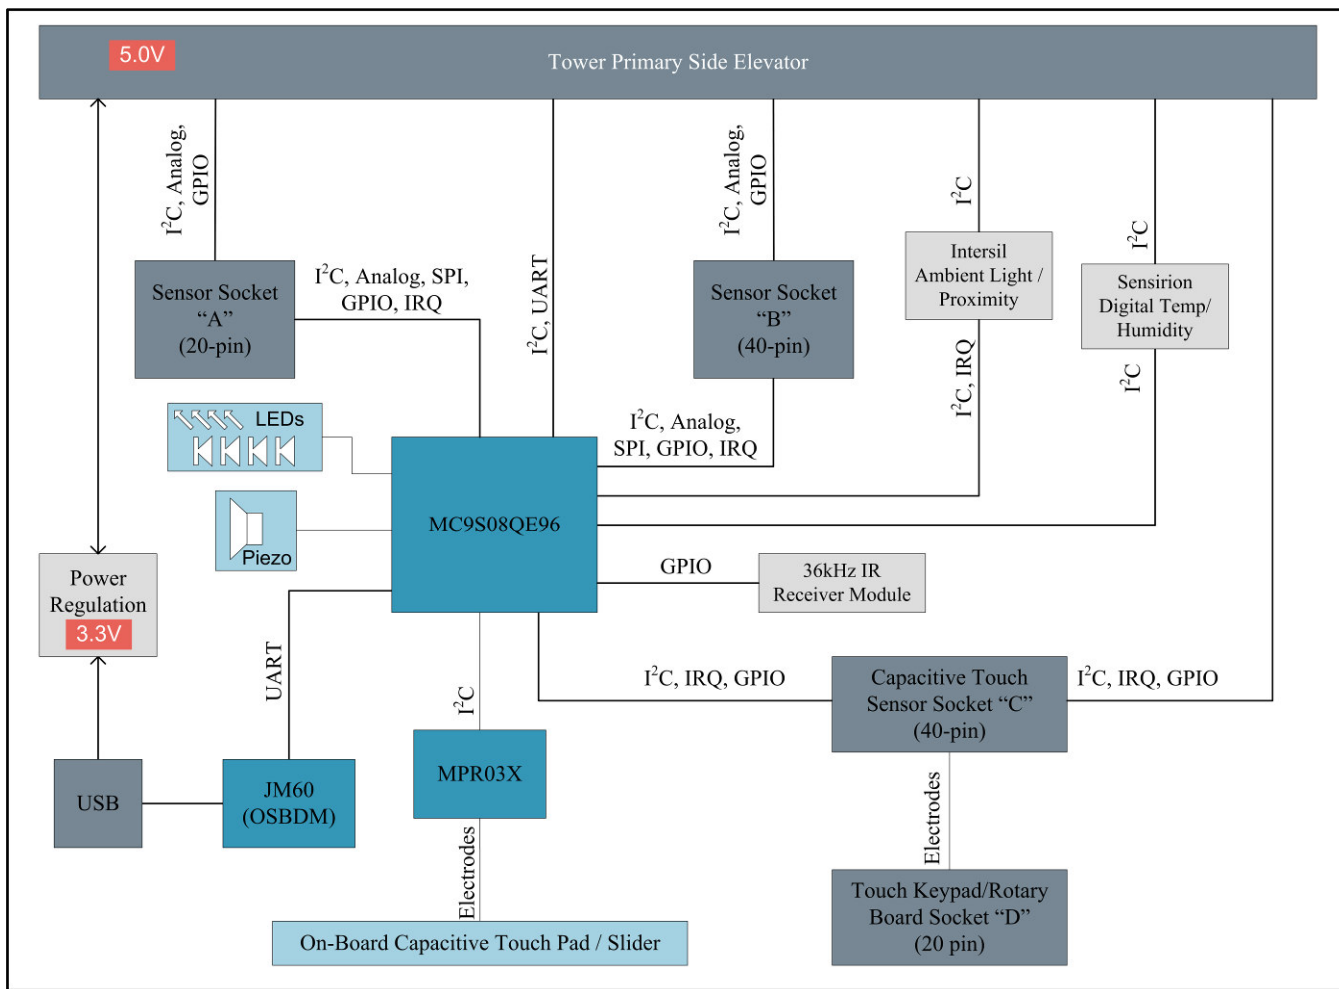 5.0V
Tower Primary Side Elevator
I²C, Analog,
GPIO
I²C, UART
I²C, Analog,
GPIO
I²C
I²C
Sensor Socket
“A”
(20-pin)
I²C, Analog, SPI,
GPIO, IRQ
Sensor Socket
“B”
(40-pin)
Intersil
Ambient Light /
Proximity
Sensirion
Digital Temp/
Humidity
I²C, IRQ
I²C
LEDs
I²C, Analog,
SPI, GPIO, IRQ
Piezo
MC9S08QE96
Power
Regulation
3.3V
GPIO
36kHz IR
Receiver Module
UART
I²C
I²C, IRQ, GPIO
Capacitive Touch
Sensor Socket “C”
(40-pin)
I²C, IRQ, GPIO
USB
JM60
(OSBDM)
MPR03X
Electrodes
Electrodes
Touch Keypad/Rotary
Board Socket “D”
(20 pin)
On-Board Capacitive Touch Pad / Slider